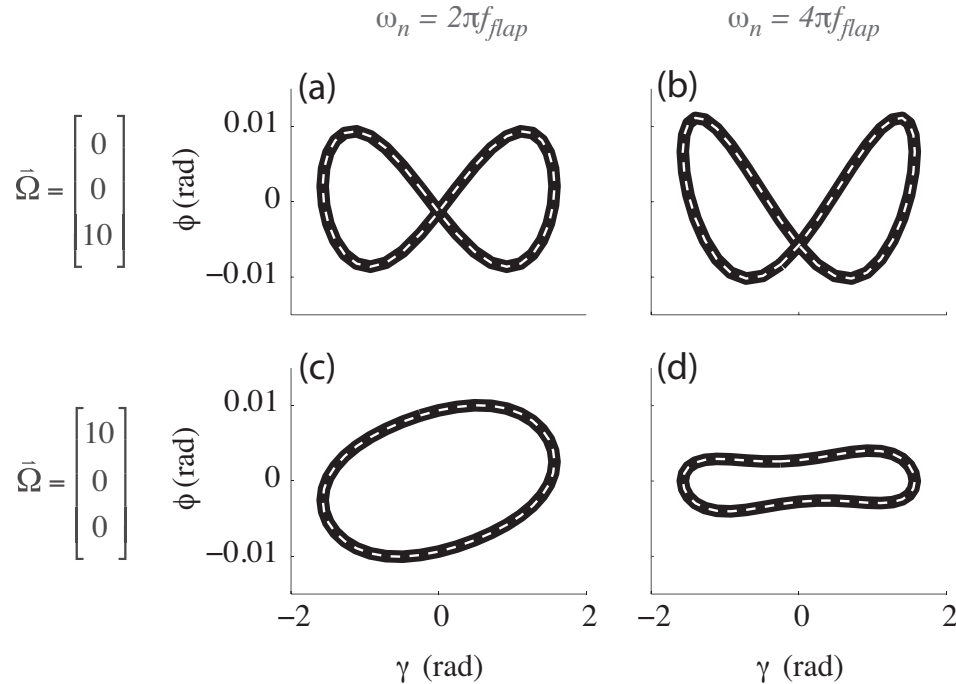 ωn = 2πfflap ωn = 4πfflap
(a) (b)
0.01
0
−0.01
ϕ (rad)
Ω⃗ = [0 0 10]
(c) (d)
0.01
0
−0.01
ϕ (rad)
Ω⃗ = [10 0 0]
−2 0 2 −2 0 2
γ (rad) γ (rad)